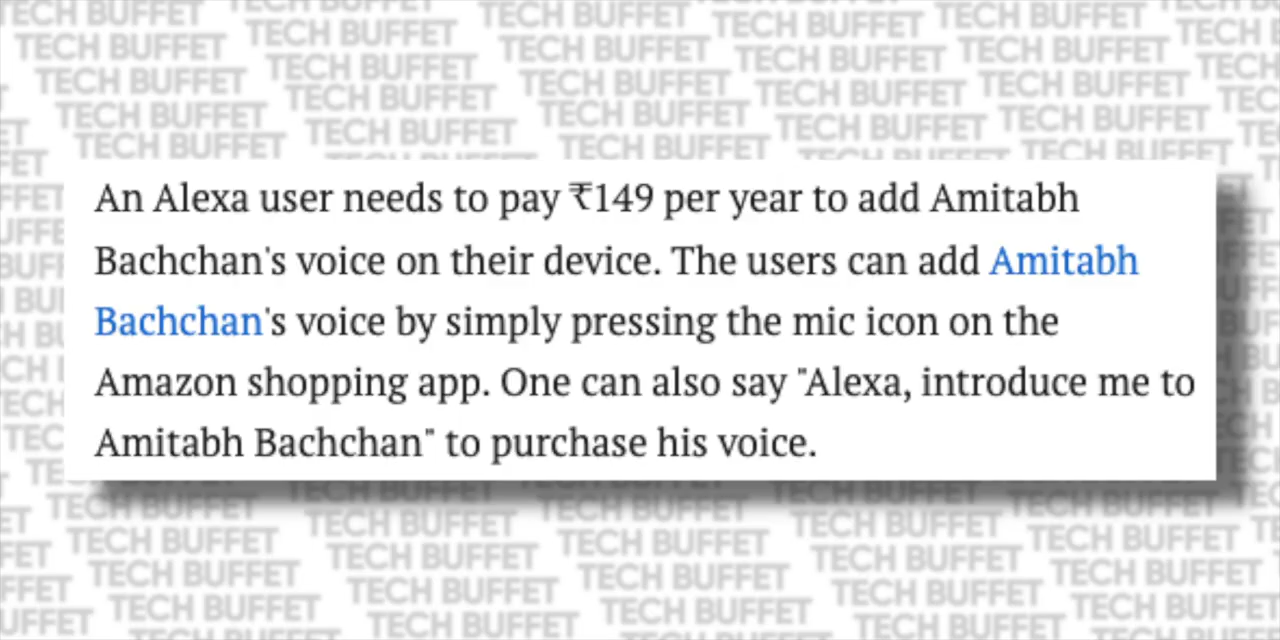 An Alexa user needs to pay ₹149 per year to add Amitabh
Bachchan's voice on their device. The users can add Amitabh
Bachchan's voice by simply pressing the mic icon on the
Amazon shopping app. One can also say "Alexa, introduce me to
Amitabh Bachchan" to purchase his voice.
TECH BUFFET